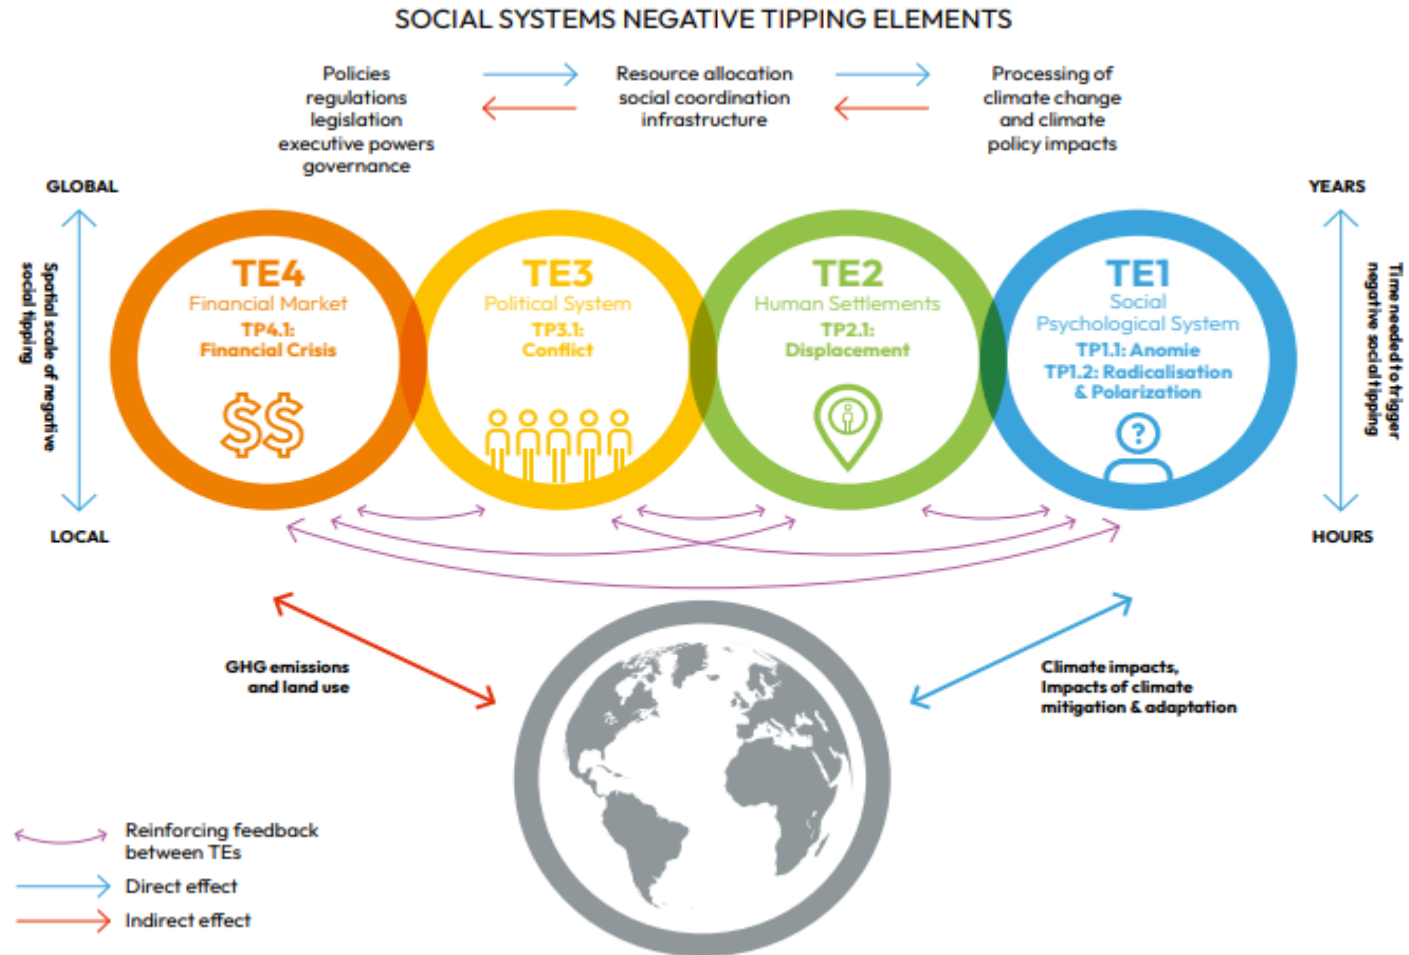 SOCIAL SYSTEMS NEGATIVE TIPPING ELEMENTS
Policies
regulations
legislation
executive powers
governance
Resource allocation
social coordination
infrastructure
Processing of
climate change
and climate
policy impacts
GLOBAL
Spatial scale of negative
social tipping
LOCAL
TE4
Financial Market
TP4.1:
Financial Crisis
$$
TE3
Political System
TP3.1:
Conflict
TE2
Human Settlements
TP2.1:
Displacement
TE1
Social
Psychological System
TP1.1: Anomie
TP1.2: Radicalisation
& Polarization
?
YEARS
Time needed to trigger
negative social tipping
HOURS
GHG emissions
and land use
Climate impacts,
Impacts of climate
mitigation & adaptation
Reinforcing feedback
between TEs
Direct effect
Indirect effect